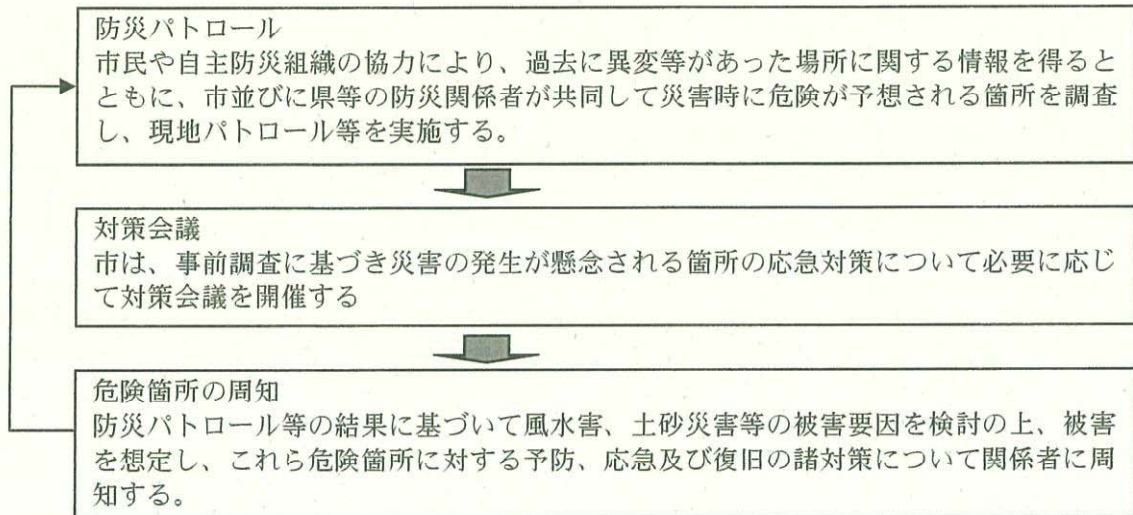 防災パトロール
市民や自主防災組織の協力により、過去に異変等があった場所に関する情報を得ると
ともに、市並びに県等の防災関係者が共同して災害時に危険が予想される箇所を調査
し、現地パトロール等を実施する。
対策会議
市は、事前調査に基づき災害の発生が懸念される箇所の応急対策について必要に応じ
て対策会議を開催する
危険箇所の周知
防災パトロール等の結果に基づいて風水害、土砂災害等の被害要因を検討の上、被害
を想定し、これら危険箇所に対する予防、応急及び復旧の諸対策について関係者に周
知する。